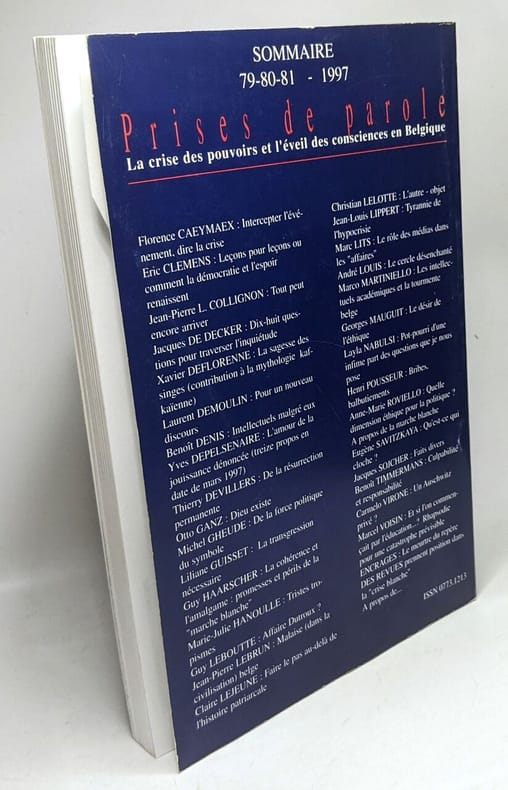 SOMMAIRE
79-80-81 - 1997
Prises de parole
La crise des pouvoirs et l'éveil des consciences en Belgique
Florence CAEYMAEX : Intercepter l'évé-
nement, dire la crise
Eric CLEMENS : Leçons pour leçons ou
comment la démocratie et l'espoir
renaissent
Jean-Pierre L. COLLIGNON : Tout peut
encore arriver
Jacques DE DECKER : Dix-huit ques-
tions pour traverser l'inquiétude
Xavier DEFLORENNE : La sagesse des
singes (contribution à la mythologie kaf-
kaïenne)
Laurent DEMOULIN : Pour un nouveau
discours
Benoît DENIS : Intellectuels malgré eux
Yves DEPELSENAIRE : L'amour de la
jouissance dénoncée (treize propos en
date de mars 1997)
Thierry DEVILLERS : De la résurrection
permanente
Otto GANZ : Dieu existe
Michel GHEUDE : De la force politique
du symbole
Liliane GUISSET : La transgression
nécessaire
Guy HAARSCHER : La cohérence et
l'amalgame : promesses et périls de la
"marche blanche"
Marie-Julie HANOULLE : Tristes tro-
pismes
Guy LEBOUTTE : Affaire Dutroux ?
Jean-Pierre LEBRUN : Malaise (dans la
civilisation) belge
Claire LEJEUNE : Faire le pas au-delà de
l'histoire patriarcale
Christian LELOTTE : L'autre - objet
Jean-Louis LIPPERT : Tyrannie de
l'hypocrisie
Marc LITS : Le rôle des médias dans
les "affaires"
André LOUIS : Le cercle désenchanté
Marco MARTINIELLO : Les intellec-
tuels académiques et la tourmente
belge
Georges MAUGUIT : Le désir de
l'éthique
Layla NABULSI : Pot-pourri d'une
infime part des questions que je nous
pose
Henri POUSSEUR : Bribes,
balbutiements
Anne-Marie ROVIELLO : Quelle
dimension éthique pour la politique ?
A propos de la marche blanche
Eugène SAVITZKAYA : Qu'est-ce qui
cloche ?
Jacques SOJCHER : Faits divers
Benoît TIMMERMANS : Culpabilité
et responsabilité
Carmelo VIRONE : Un Auschwitz
privé ?
Marcel VOISIN : Et si l'on commen-
çait par l'éducation...? Rhapsodie
pour une catastrophe prévisible
ENCRAGES : Le meurtre du repère
DES REVUES prennent position dans
la "crise blanche"
A propos de...
ISSN 0773.1213